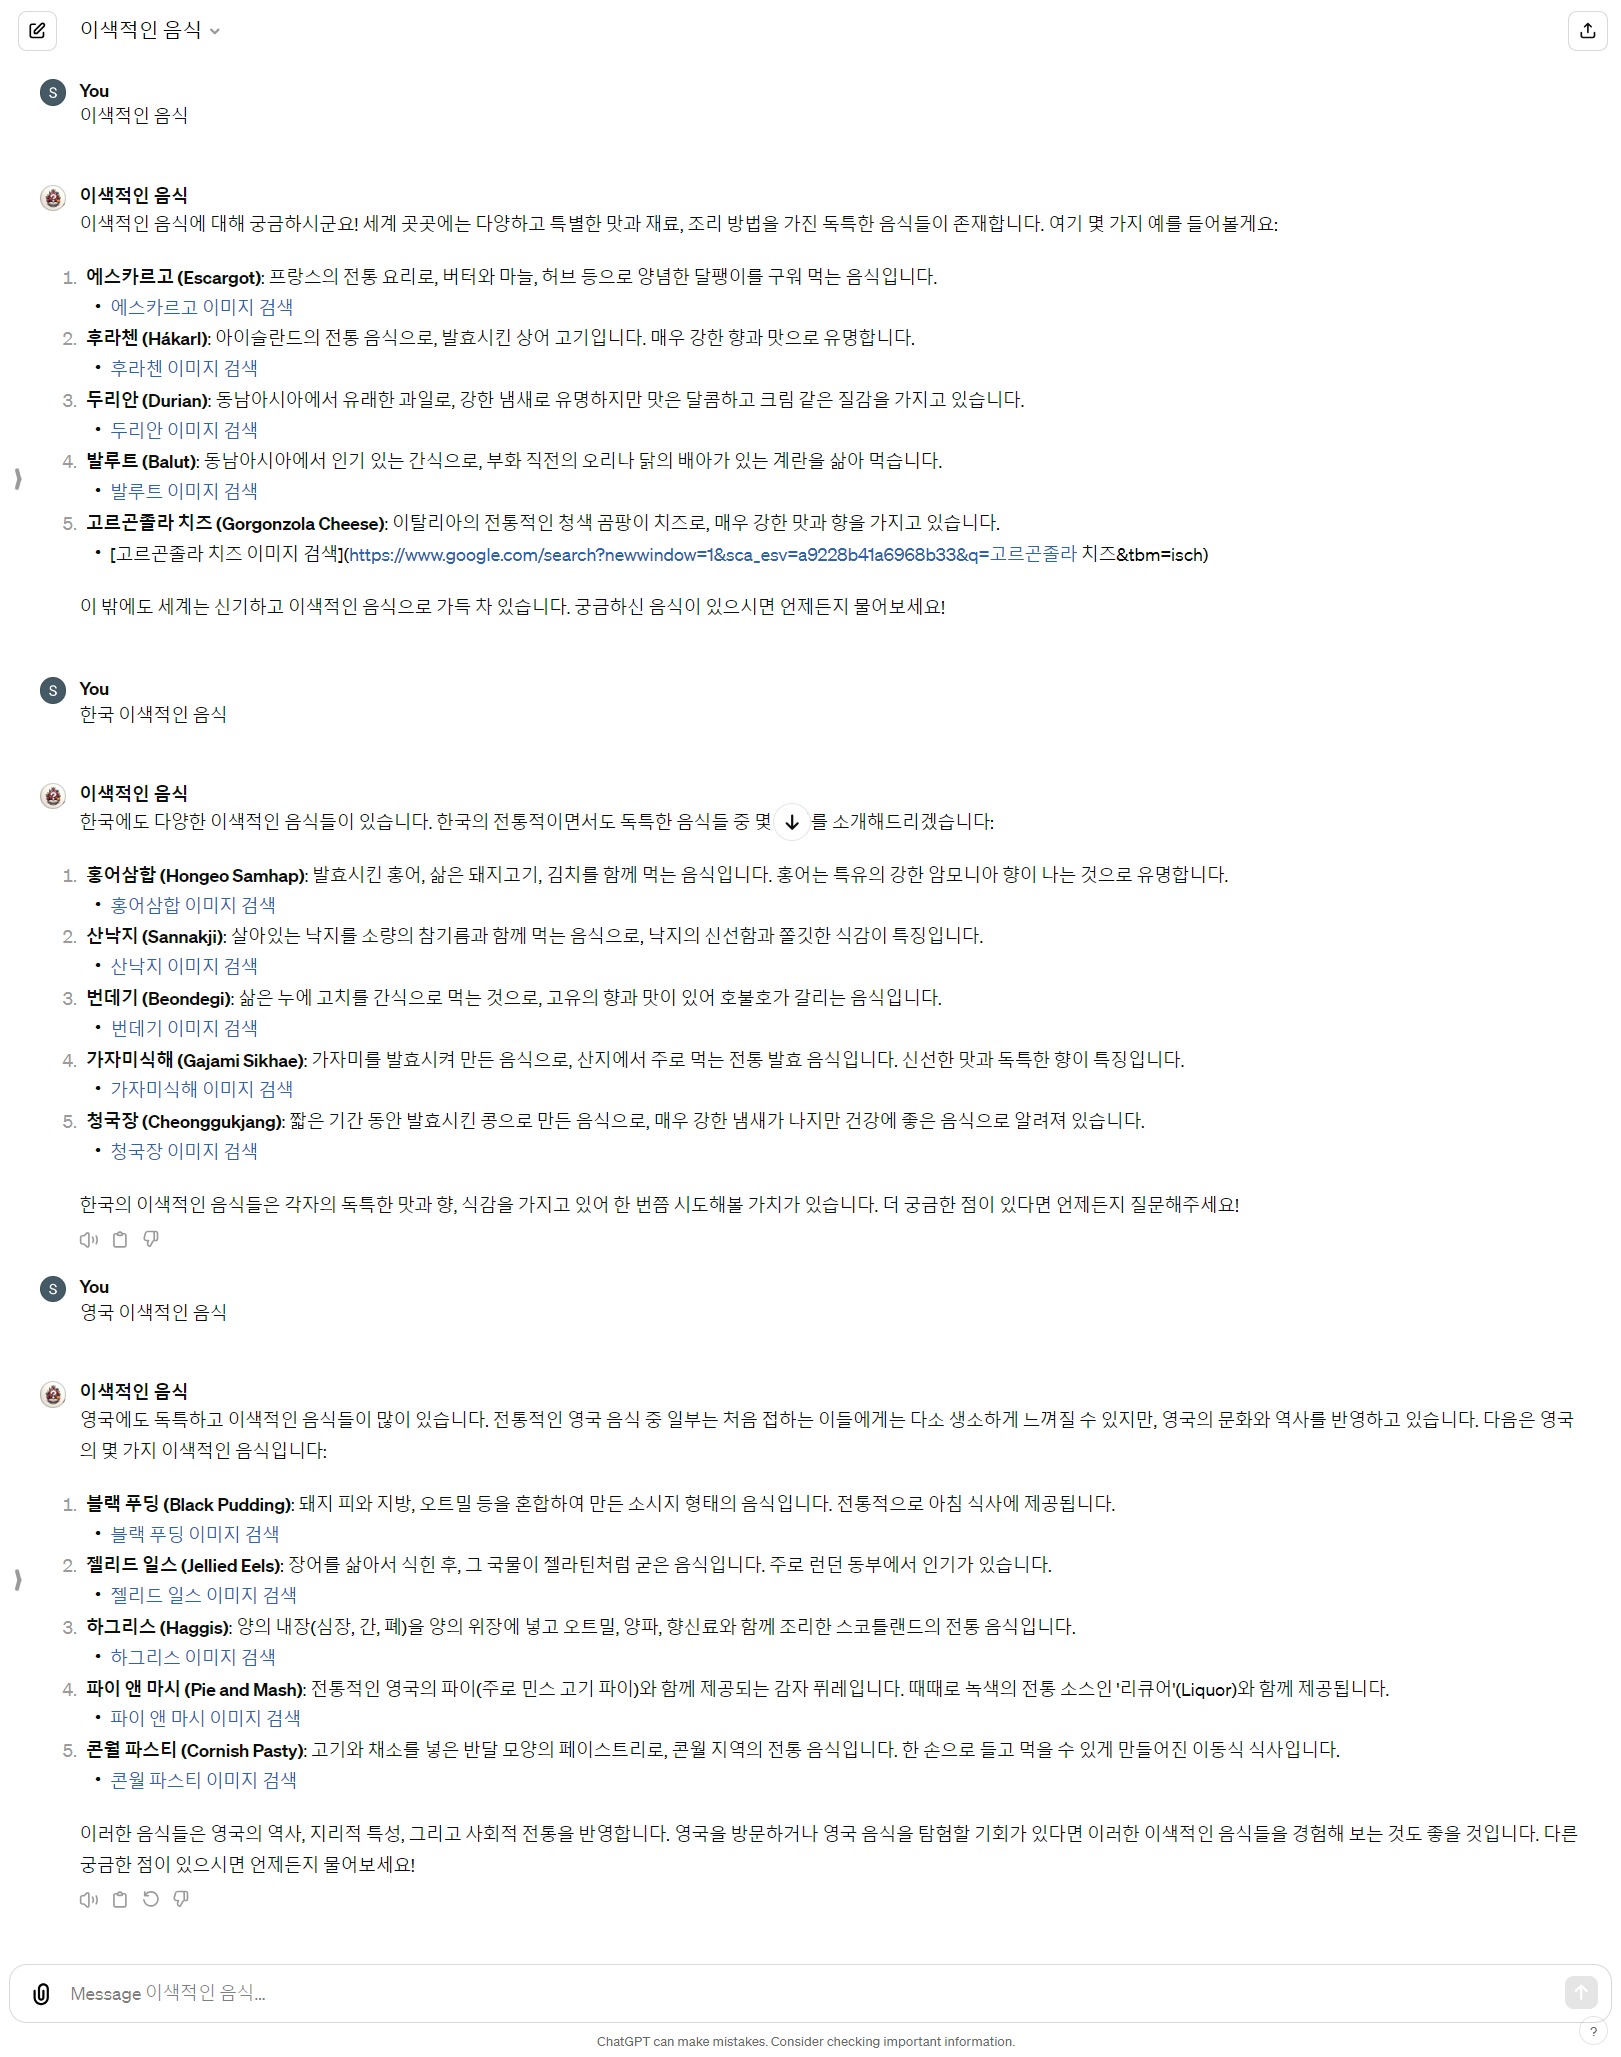 이색적인 음식
S
You
이색적인 음식
이색적인 음식
이색적인 음식에 대해 궁금하시군요! 세계 곳곳에는 다양하고 특별한 맛과 재료, 조리 방법을 가진 독특한 음식들이 존재합니다. 여기 몇 가지 예를 들어볼게요:
1. 에스카르고 (Escargot): 프랑스의 전통 요리로, 버터와 마늘, 허브 등으로 양념한 달팽이를 구워 먹는 음식입니다.
• 에스카르고 이미지 검색
2. 후라첸 (Hákarl): 아이슬란드의 전통 음식으로, 발효시킨 상어 고기입니다. 매우 강한 향과 맛으로 유명합니다.
• 후라첸 이미지 검색
3. 두리안 (Durian): 동남아시아에서 유래한 과일로, 강한 냄새로 유명하지만 맛은 달콤하고 크림 같은 질감을 가지고 있습니다.
• 두리안 이미지 검색
4. 발루트 (Balut): 동남아시아에서 인기 있는 간식으로, 부화 직전의 오리나 닭의 배아가 있는 계란을 삶아 먹습니다.
• 발루트 이미지 검색
5. 고르곤졸라 치즈 (Gorgonzola Cheese): 이탈리아의 전통적인 청색 곰팡이 치즈로, 매우 강한 맛과 향을 가지고 있습니다.
• [고르곤졸라 치즈 이미지 검색](https://www.google.com/search?newwindow=1&sca_esv=a9228b41a6968b33&q=고르곤졸라 치즈&tbm=isch)
이 밖에도 세계는 신기하고 이색적인 음식으로 가득 차 있습니다. 궁금하신 음식이 있으시면 언제든지 물어보세요!
S
You
한국 이색적인 음식
이색적인 음식
한국에도 다양한 이색적인 음식들이 있습니다. 한국의 전통적이면서도 독특한 음식들 중 몇 를 소개해드리겠습니다:
1. 홍어삼합 (Hongeo Samhap): 발효시킨 홍어, 삶은 돼지고기, 김치를 함께 먹는 음식입니다. 홍어는 특유의 강한 암모니아 향이 나는 것으로 유명합니다.
• 홍어삼합 이미지 검색
2. 산낙지 (Sannakji): 살아있는 낙지를 소량의 참기름과 함께 먹는 음식으로, 낙지의 신선함과 쫄깃한 식감이 특징입니다.
• 산낙지 이미지 검색
3. 번데기 (Beondegi): 삶은 누에 고치를 간식으로 먹는 것으로, 고유의 향과 맛이 있어 호불호가 갈리는 음식입니다.
• 번데기 이미지 검색
4. 가자미식해 (Gajami Sikhae): 가자미를 발효시켜 만든 음식으로, 산지에서 주로 먹는 전통 발효 음식입니다. 신선한 맛과 독특한 향이 특징입니다.
• 가자미식해 이미지 검색
5. 청국장 (Cheonggukjang): 짧은 기간 동안 발효시킨 콩으로 만든 음식으로, 매우 강한 냄새가 나지만 건강에 좋은 음식으로 알려져 있습니다.
• 청국장 이미지 검색
한국의 이색적인 음식들은 각자의 독특한 맛과 향, 식감을 가지고 있어 한 번쯤 시도해볼 가치가 있습니다. 더 궁금한 점이 있다면 언제든지 질문해주세요!
S
You
영국 이색적인 음식
이색적인 음식
영국에도 독특하고 이색적인 음식들이 많이 있습니다. 전통적인 영국 음식 중 일부는 처음 접하는 이들에게는 다소 생소하게 느껴질 수 있지만, 영국의 문화와 역사를 반영하고 있습니다. 다음은 영국
의 몇 가지 이색적인 음식입니다:
1. 블랙 푸딩 (Black Pudding): 돼지 피와 지방, 오트밀 등을 혼합하여 만든 소시지 형태의 음식입니다. 전통적으로 아침 식사에 제공됩니다.
• 블랙 푸딩 이미지 검색
2. 젤리드 일스 (Jellied Eels): 장어를 삶아서 식힌 후, 그 국물이 젤라틴처럼 굳은 음식입니다. 주로 런던 동부에서 인기가 있습니다.
• 젤리드 일스 이미지 검색
3. 하그리스 (Haggis): 양의 내장(심장, 간, 폐)을 양의 위장에 넣고 오트밀, 양파, 향신료와 함께 조리한 스코틀랜드의 전통 음식입니다.
• 하그리스 이미지 검색
4. 파이 앤 마시 (Pie and Mash): 전통적인 영국의 파이(주로 민스 고기 파이)와 함께 제공되는 감자 퓌레입니다. 때때로 녹색의 전통 소스인 '리큐어'(Liquor)와 함께 제공됩니다.
• 파이 앤 마시 이미지 검색
5. 콘월 파스티 (Cornish Pasty): 고기와 채소를 넣은 반달 모양의 페이스트리로, 콘월 지역의 전통 음식입니다. 한 손으로 들고 먹을 수 있게 만들어진 이동식 식사입니다.
• 콘월 파스티 이미지 검색
이러한 음식들은 영국의 역사, 지리적 특성, 그리고 사회적 전통을 반영합니다. 영국을 방문하거나 영국 음식을 탐험할 기회가 있다면 이러한 이색적인 음식들을 경험해 보는 것도 좋을 것입니다. 다른
궁금한 점이 있으시면 언제든지 물어보세요!
Message 이색적인 음식...
ChatGPT can make mistakes. Consider checking important information.
?